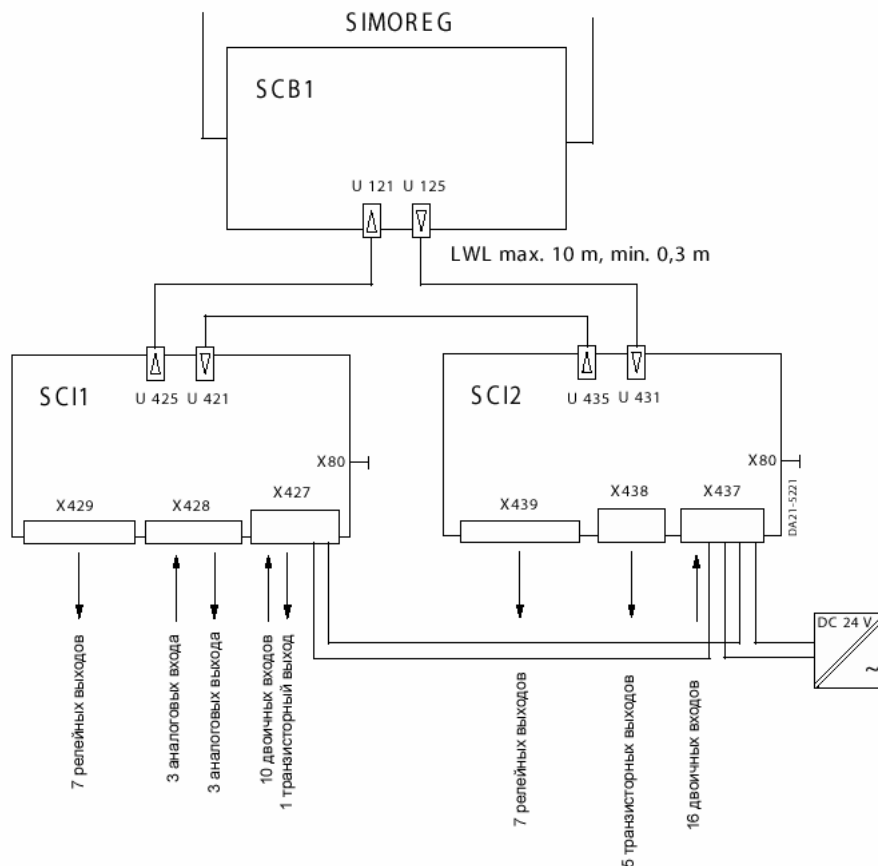 SIMOREG
SCB1
U 121 U 125
LWL max. 10 m, min. 0,3 m
SCI1
U 425 U 421
X80
X429
X428
X427
SCI2
U 435 U 431
X80
X439
X438
X437
DA21-5221
DC 24 V
~
7 релейных выходов
3 аналоговых входа
3 аналоговых выхода
10 двоичных входов
1 транзисторный выход
7 релейных выходов
5 транзисторных выходов
16 двоичных входов